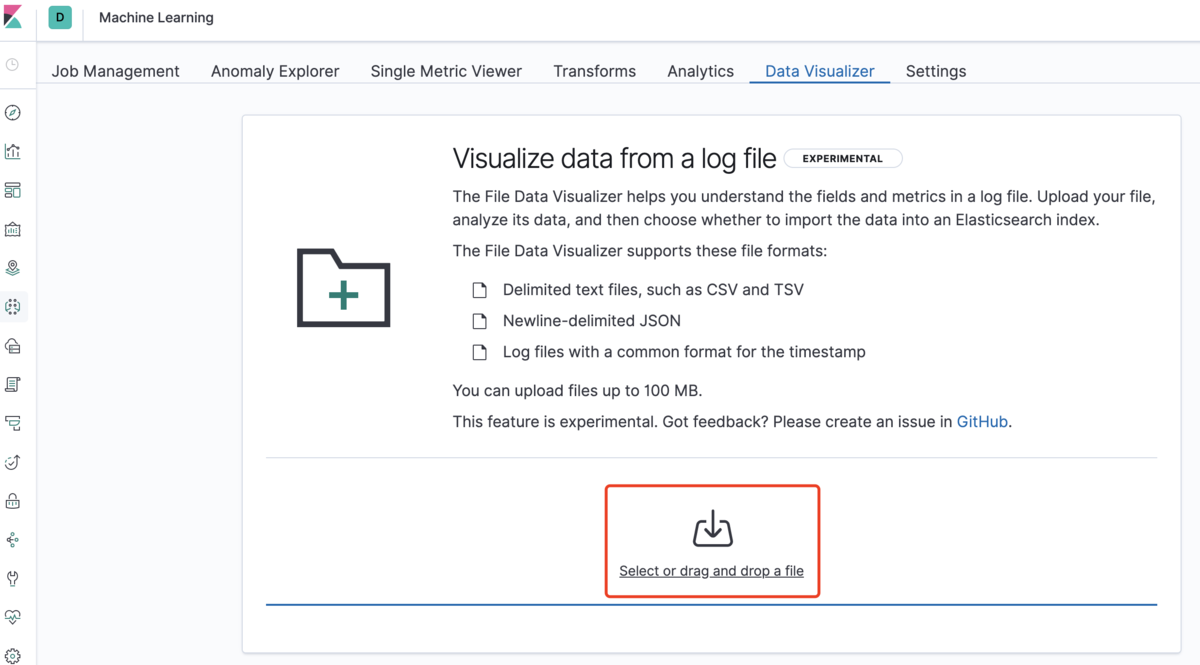 D
Machine Learning
Job Management
Anomaly Explorer
Single Metric Viewer
Transforms
Analytics
Data Visualizer
Settings
Visualize data from a log file
EXPERIMENTAL
The File Data Visualizer helps you understand the fields and metrics in a log file. Upload your file,
analyze its data, and then choose whether to import the data into an Elasticsearch index.
The File Data Visualizer supports these file formats:
Delimited text files, such as CSV and TSV
Newline-delimited JSON
Log files with a common format for the timestamp
You can upload files up to 100 MB.
This feature is experimental. Got feedback? Please create an issue in GitHub.
Select or drag and drop a file